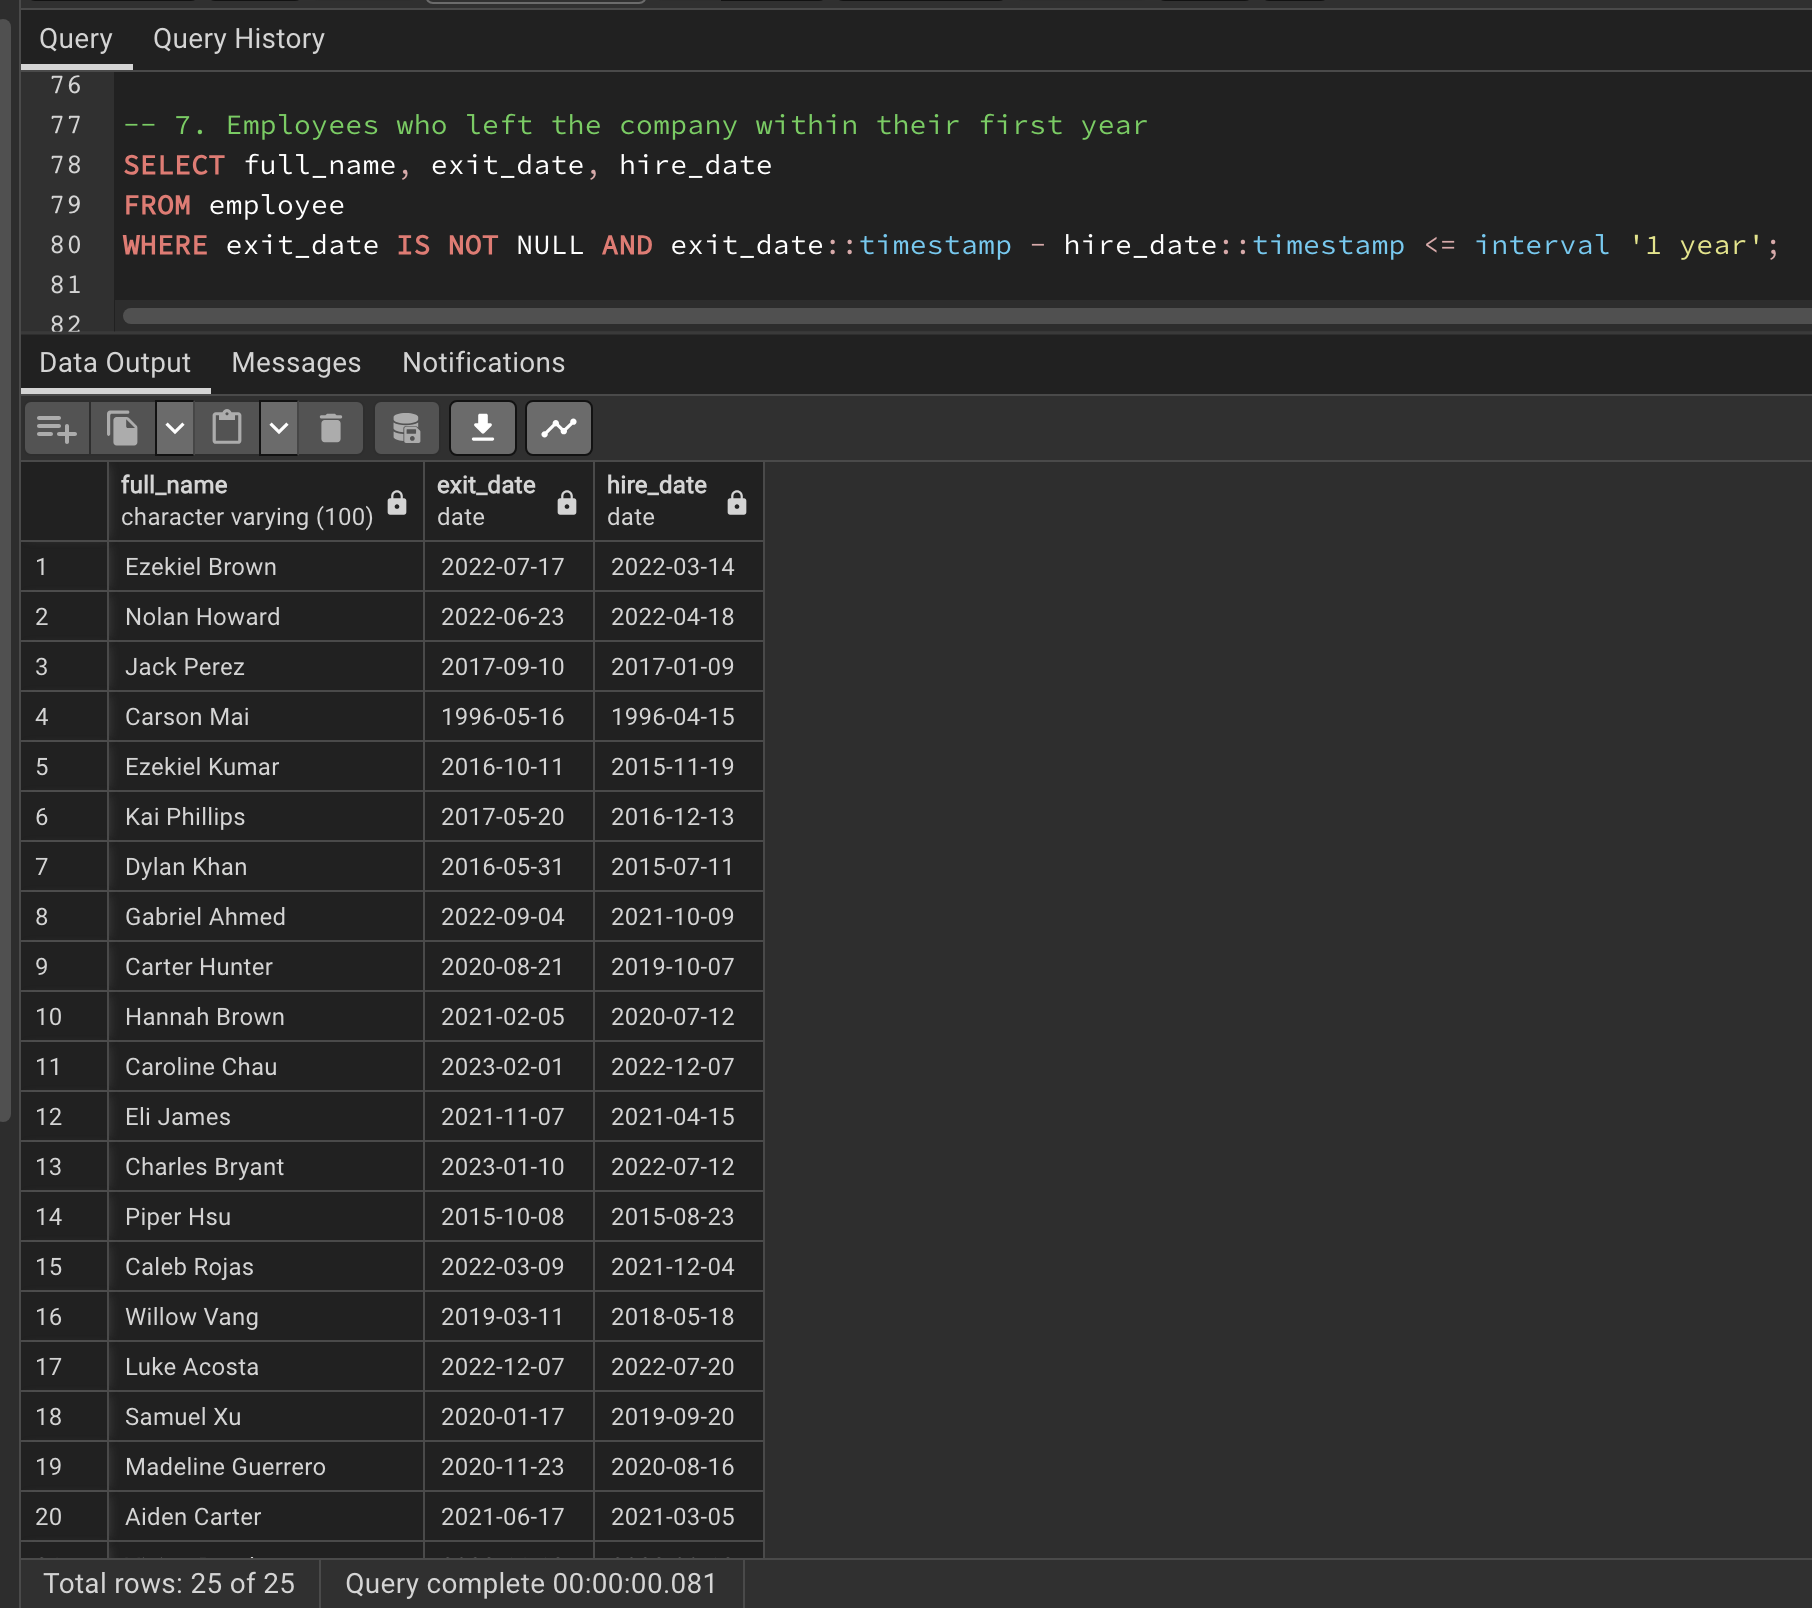 Query Query History
76
77 -- 7. Employees who left the company within their first year
78 SELECT full_name, exit_date, hire_date
79 FROM employee
80 WHERE exit_date IS NOT NULL AND exit_date::timestamp - hire_date::timestamp <= interval '1 year';
81
82
Data Output Messages Notifications
full_name exit_date hire_date
character varying (100) date date
1 Ezekiel Brown 2022-07-17 2022-03-14
2 Nolan Howard 2022-06-23 2022-04-18
3 Jack Perez 2017-09-10 2017-01-09
4 Carson Mai 1996-05-16 1996-04-15
5 Ezekiel Kumar 2016-10-11 2015-11-19
6 Kai Phillips 2017-05-20 2016-12-13
7 Dylan Khan 2016-05-31 2015-07-11
8 Gabriel Ahmed 2022-09-04 2021-10-09
9 Carter Hunter 2020-08-21 2019-10-07
10 Hannah Brown 2021-02-05 2020-07-12
11 Caroline Chau 2023-02-01 2022-12-07
12 Eli James 2021-11-07 2021-04-15
13 Charles Bryant 2023-01-10 2022-07-12
14 Piper Hsu 2015-10-08 2015-08-23
15 Caleb Rojas 2022-03-09 2021-12-04
16 Willow Vang 2019-03-11 2018-05-18
17 Luke Acosta 2022-12-07 2022-07-20
18 Samuel Xu 2020-01-17 2019-09-20
19 Madeline Guerrero 2020-11-23 2020-08-16
20 Aiden Carter 2021-06-17 2021-03-05
Total rows: 25 of 25 Query complete 00:00:00.081